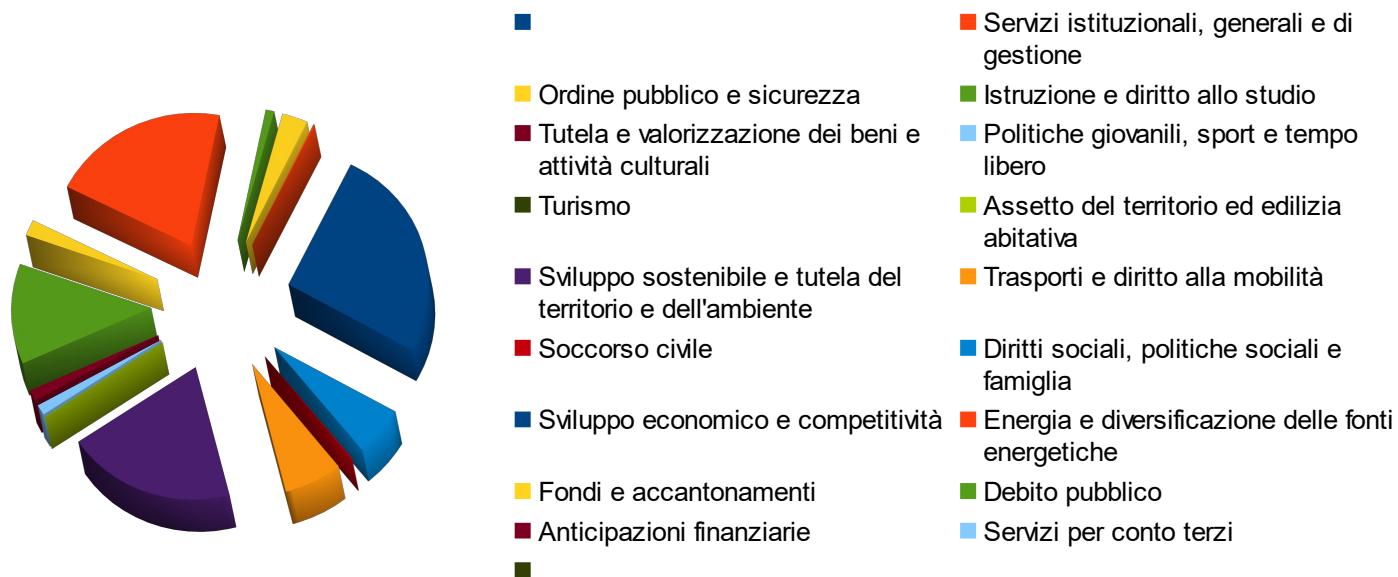 Servizi istituzionali, generali e di
gestione
Ordine pubblico e sicurezza
Istruzione e diritto allo studio
Tutela e valorizzazione dei beni e
attività culturali
Politiche giovanili, sport e tempo
libero
Turismo
Assetto del territorio ed edilizia
abitativa
Sviluppo sostenibile e tutela del
territorio e dell'ambiente
Trasporti e diritto alla mobilità
Soccorso civile
Diritti sociali, politiche sociali e
famiglia
Sviluppo economico e competitività
Energia e diversificazione delle fonti
energetiche
Fondi e accantonamenti
Debito pubblico
Anticipazioni finanziarie
Servizi per conto terzi